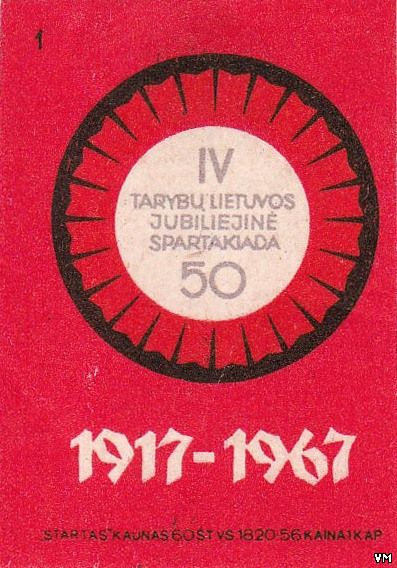 1
IV
TARYBŲ LIETUVOS
JUBILIEJINĖ
SPARTAKIADA
50
1917-1967
„STARTAS" KAUNAS 60 ŠT VS 1820-56 KAINA 1 KAP
VM